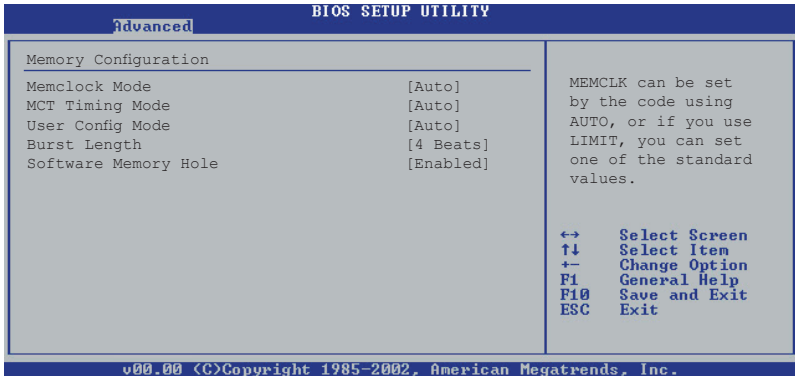 BIOS SETUP UTILITY
Advanced
Memory Configuration
Memclock Mode [Auto]
MCT Timing Mode [Auto]
User Config Mode [Auto]
Burst Length [4 Beats]
Software Memory Hole [Enabled]
MEMCLK can be set
by the code using
AUTO, or if you use
LIMIT, you can set
one of the standard
values.
←→ Select Screen
↑↓ Select Item
+- Change Option
F1 General Help
F10 Save and Exit
ESC Exit
v00.00 (C)Copyright 1985-2002, American Megatrends, Inc.